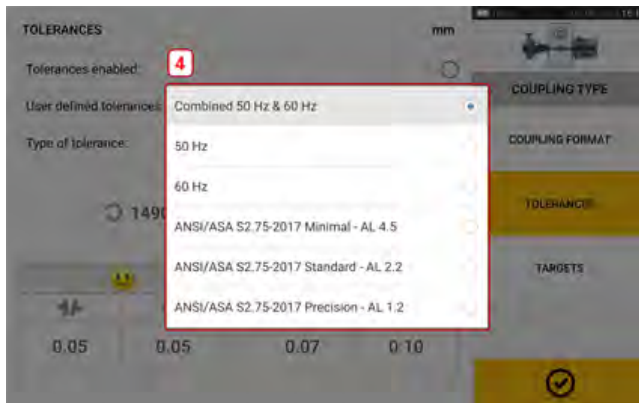 TOLERANCES mm
Tolerances enabled:
4
User defined tolerances:
Combined 50 Hz & 60 Hz
Type of tolerance:
50 Hz
60 Hz
1490
ANSI/ASA S2.75-2017 Minimal - AL 4.5
ANSI/ASA S2.75-2017 Standard - AL 2.2
ANSI/ASA S2.75-2017 Precision - AL 1.2
0.05 0.05 0.07 0.10
COUPLING TYPE
COUPLING FORMAT
TOLERANCES
TARGETS